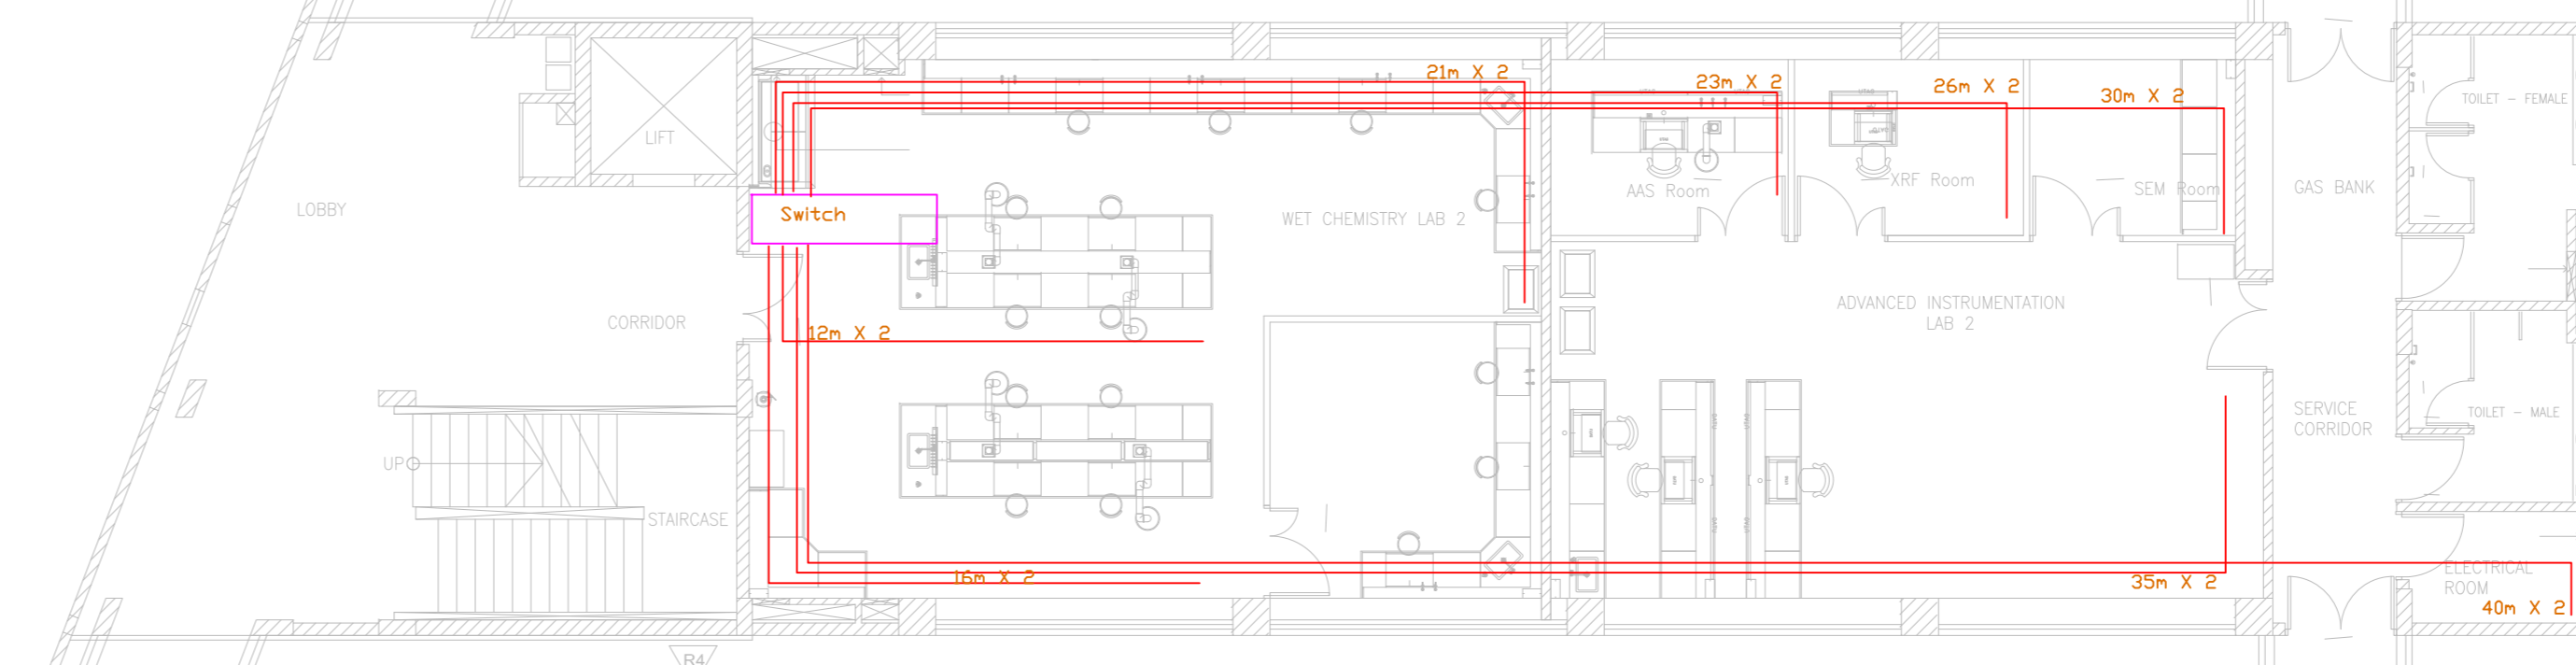 21m X 2
23m X 2
26m X 2
30m X 2
TOILET – FEMALE
LIFT
AAS Room
XRF Room
SEM Room
GAS BANK
LOBBY
Switch
WET CHEMISTRY LAB 2
CORRIDOR
12m X 2
ADVANCED INSTRUMENTATION
LAB 2
SERVICE
CORRIDOR
TOILET – MALE
UP
STAIRCASE
16m X 2
35m X 2
ELECTRICAL
ROOM
40m X 2
R4